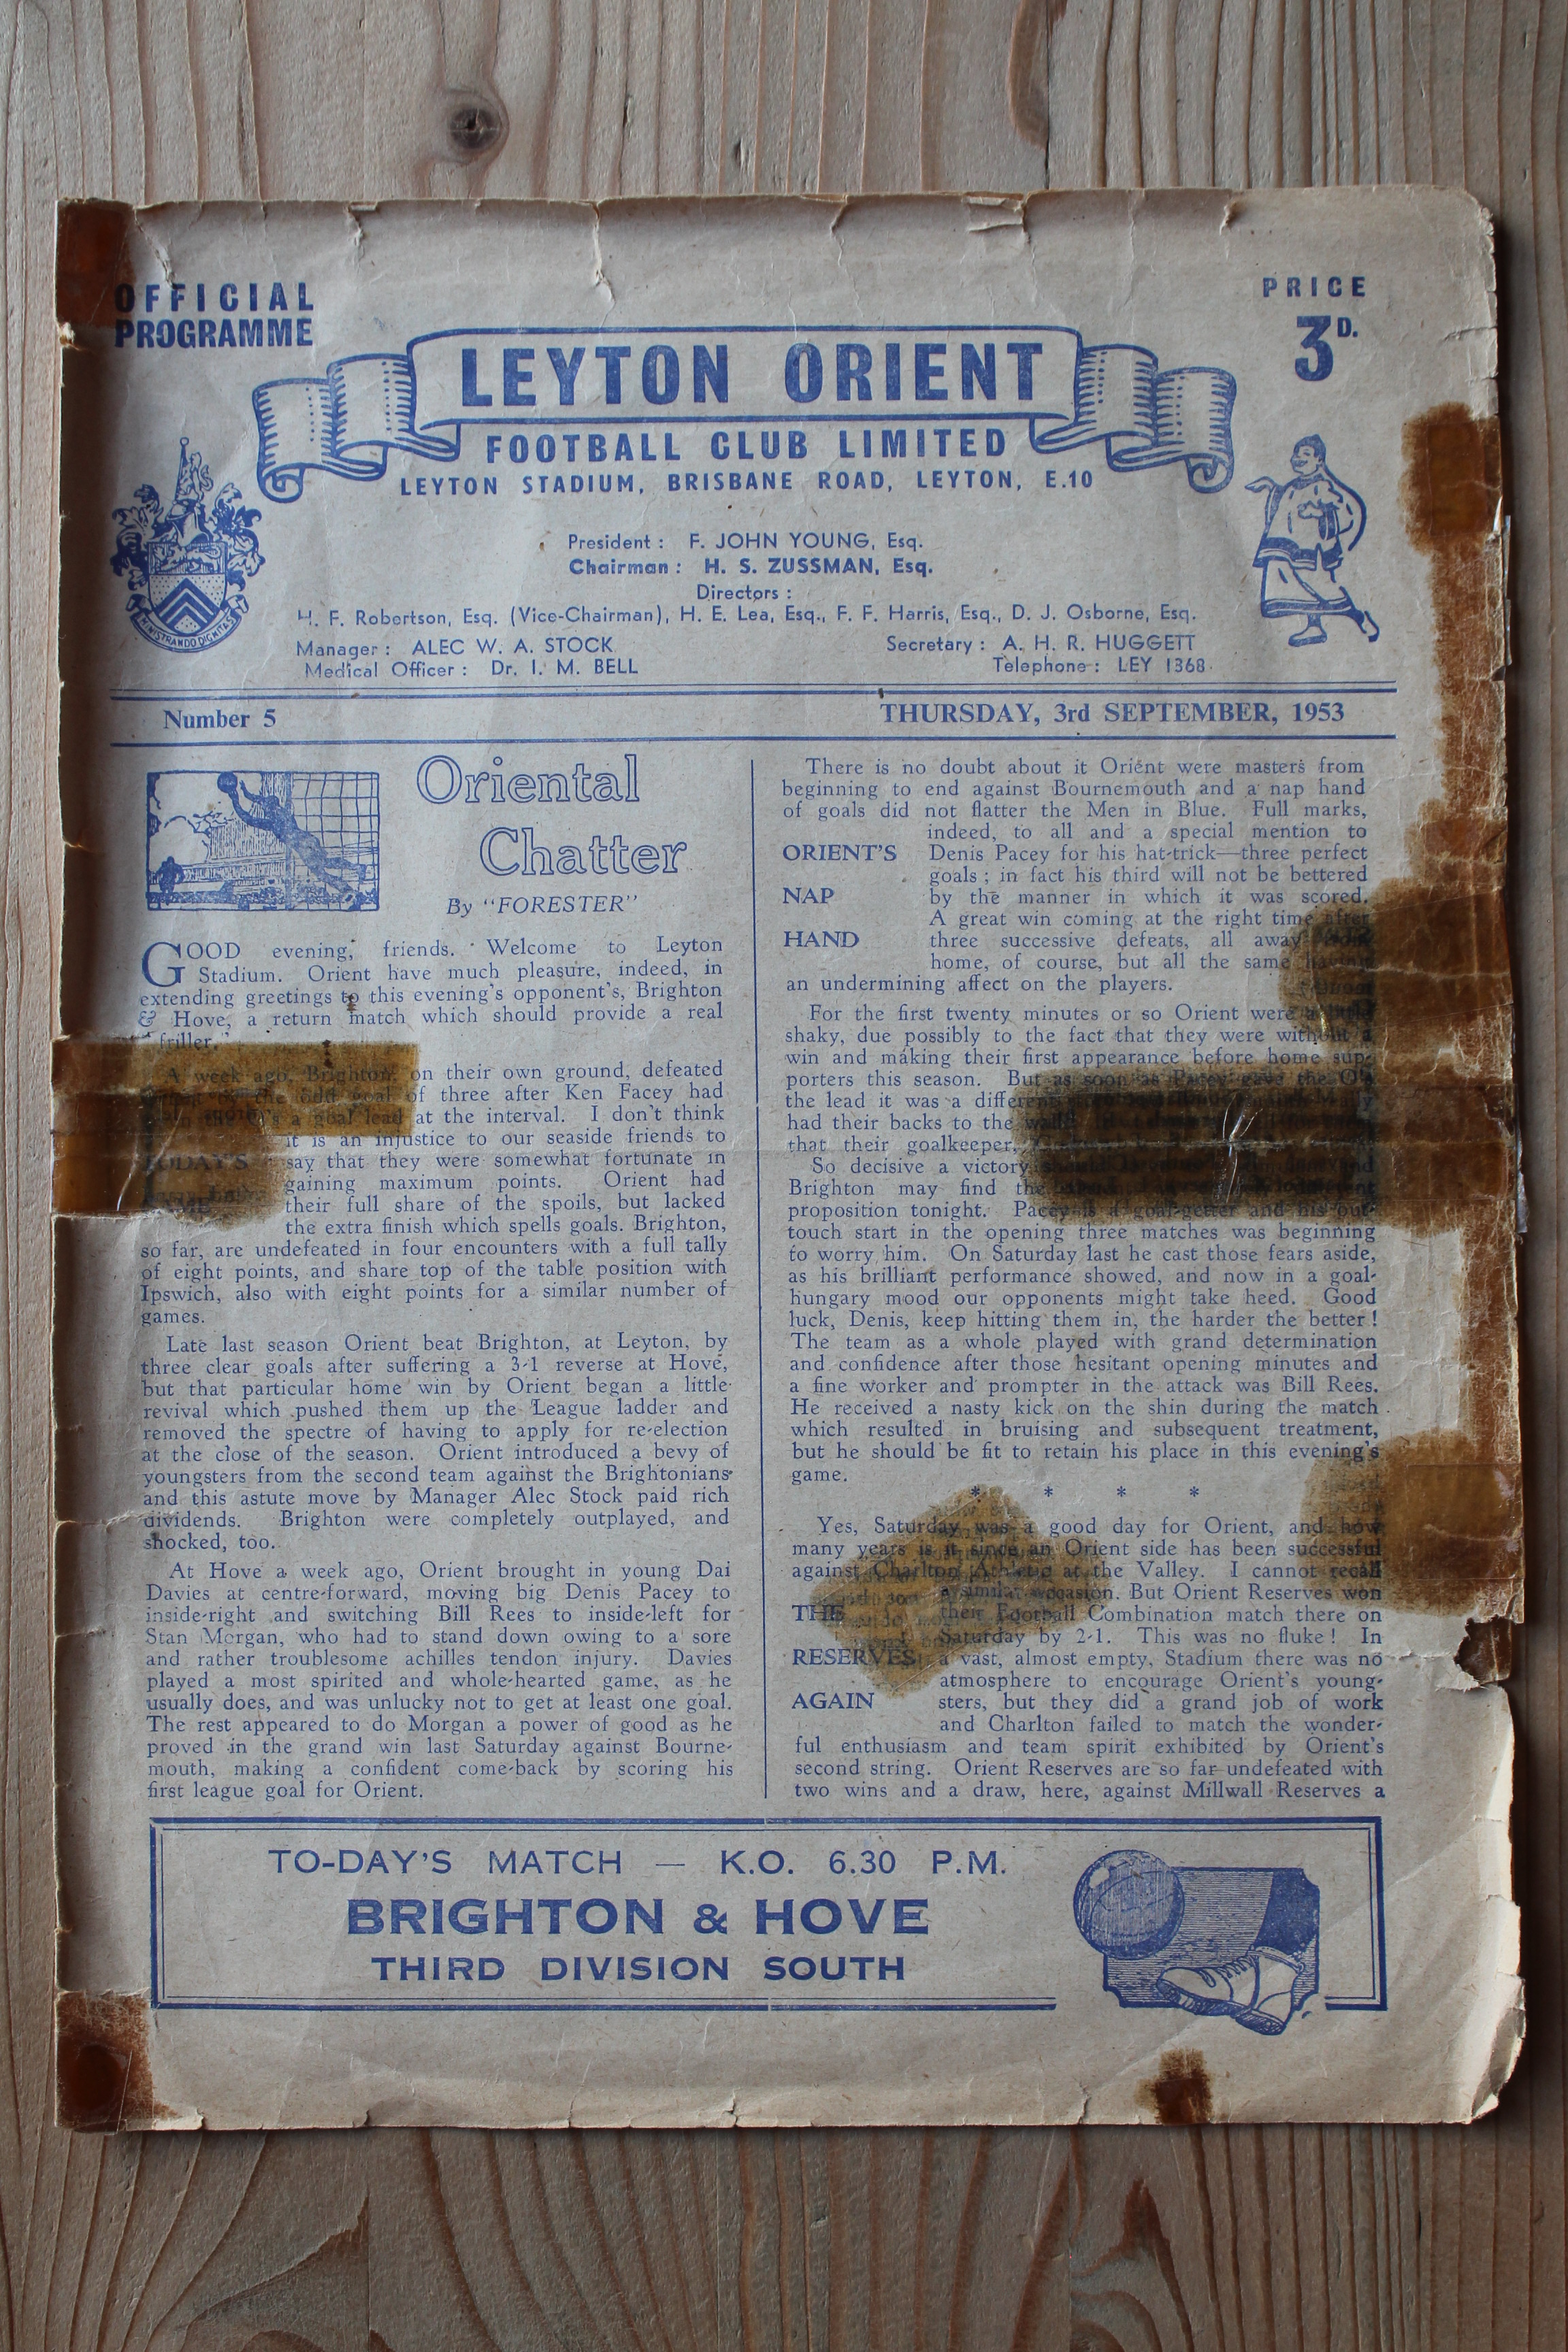 OFFICIAL
PROGRAMME
PRICE
3D.
LEYTON ORIENT
FOOTBALL CLUB LIMITED
LEYTON STADIUM, BRISBANE ROAD, LEYTON, E.10
MINISTRANDO DIGNITAS
President : F. JOHN YOUNG, Esq.
Chairman : H. S. ZUSSMAN, Esq.
Directors :
H. F. Robertson, Esq. (Vice-Chairman), H. E. Lea, Esq., F. F. Harris, Esq., D. J. Osborne, Esq.
Manager : ALEC W. A. STOCK
Secretary : A. H. R. HUGGETT
Medical Officer : Dr. I. M. BELL
Telephone : LEY 1368
Number 5
THURSDAY, 3rd SEPTEMBER, 1953
Oriental
Chatter
By "FORESTER"
GOOD evening, friends. Welcome to Leyton
Stadium. Orient have much pleasure, indeed, in
extending greetings to this evening's opponent's, Brighton
& Hove, a return match which should provide a real
"friller."
A week ago, Brighton, on their own ground, defeated
by the odd goal of three after Ken Facey had
a goal lead at the interval. I don't think
it is an injustice to our seaside friends to
TODAY'S say that they were somewhat fortunate in
gaining maximum points. Orient had
their full share of the spoils, but lacked
the extra finish which spells goals. Brighton,
so far, are undefeated in four encounters with a full tally
of eight points, and share top of the table position with
Ipswich, also with eight points for a similar number of
games.
Late last season Orient beat Brighton, at Leyton, by
three clear goals after suffering a 3-1 reverse at Hove,
but that particular home win by Orient began a little
revival which pushed them up the League ladder and
removed the spectre of having to apply for re-election
at the close of the season. Orient introduced a bevy of
youngsters from the second team against the Brightonians
and this astute move by Manager Alec Stock paid rich
dividends. Brighton were completely outplayed, and
shocked, too.
At Hove a week ago, Orient brought in young Dai
Davies at centre-forward, moving big Denis Pacey to
inside-right and switching Bill Rees to inside-left for
Stan Morgan, who had to stand down owing to a sore
and rather troublesome achilles tendon injury. Davies
played a most spirited and whole-hearted game, as he
usually does, and was unlucky not to get at least one goal.
The rest appeared to do Morgan a power of good as he
proved in the grand win last Saturday against Bourne-
mouth, making a confident come-back by scoring his
first league goal for Orient.
There is no doubt about it Orient were masters from
beginning to end against Bournemouth and a nap hand
of goals did not flatter the Men in Blue. Full marks,
indeed, to all and a special mention to
ORIENT'S Denis Pacey for his hat-trick—three perfect
goals ; in fact his third will not be bettered
NAP by the manner in which it was scored.
A great win coming at the right time after
HAND three successive defeats, all away
home, of course, but all the same having
an undermining affect on the players.
For the first twenty minutes or so Orient were a little
shaky, due possibly to the fact that they were without a
win and making their first appearance before home sup-
porters this season. But as soon as Pacey gave the O's
the lead it was a different
had their backs to the wall
that their goalkeeper,
So decisive a victory should and
Brighton may find the
proposition tonight. Pacey is a goal-getter and his out-
touch start in the opening three matches was beginning
to worry him. On Saturday last he cast those fears aside,
as his brilliant performance showed, and now in a goal-
hungry mood our opponents might take heed. Good
luck, Denis, keep hitting them in, the harder the better !
The team as a whole played with grand determination
and confidence after those hesitant opening minutes and
a fine worker and prompter in the attack was Bill Rees.
He received a nasty kick on the shin during the match
which resulted in bruising and subsequent treatment,
but he should be fit to retain his place in this evening's
game.
* * * *
Yes, Saturday was a good day for Orient, and how
many years is it since an Orient side has been successful
against Charlton Athletic at the Valley. I cannot recall
a similar occasion. But Orient Reserves won
THE their Football Combination match there on
Saturday by 2-1. This was no fluke ! In
RESERVES a vast, almost empty, Stadium there was no
atmosphere to encourage Orient's young-
AGAIN sters, but they did a grand job of work
and Charlton failed to match the wonder-
ful enthusiasm and team spirit exhibited by Orient's
second string. Orient Reserves are so far undefeated with
two wins and a draw, here, against Millwall Reserves a
TO-DAY'S MATCH — K.O. 6.30 P.M.
BRIGHTON & HOVE
THIRD DIVISION SOUTH